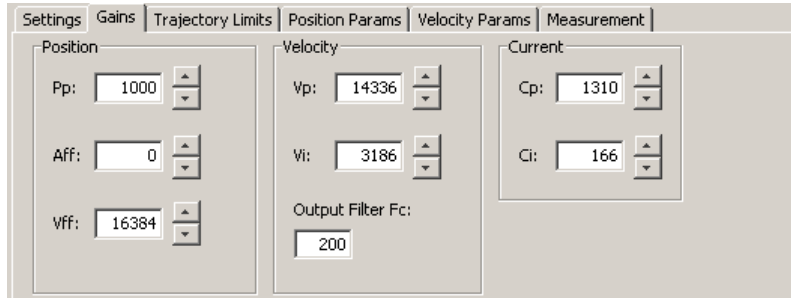 Settings Gains Trajectory Limits Position Params Velocity Params Measurement
Position
Pp: 1000
Aff: 0
Vff: 16384
Velocity
Vp: 14336
Vi: 3186
Output Filter Fc:
200
Current
Cp: 1310
Ci: 166